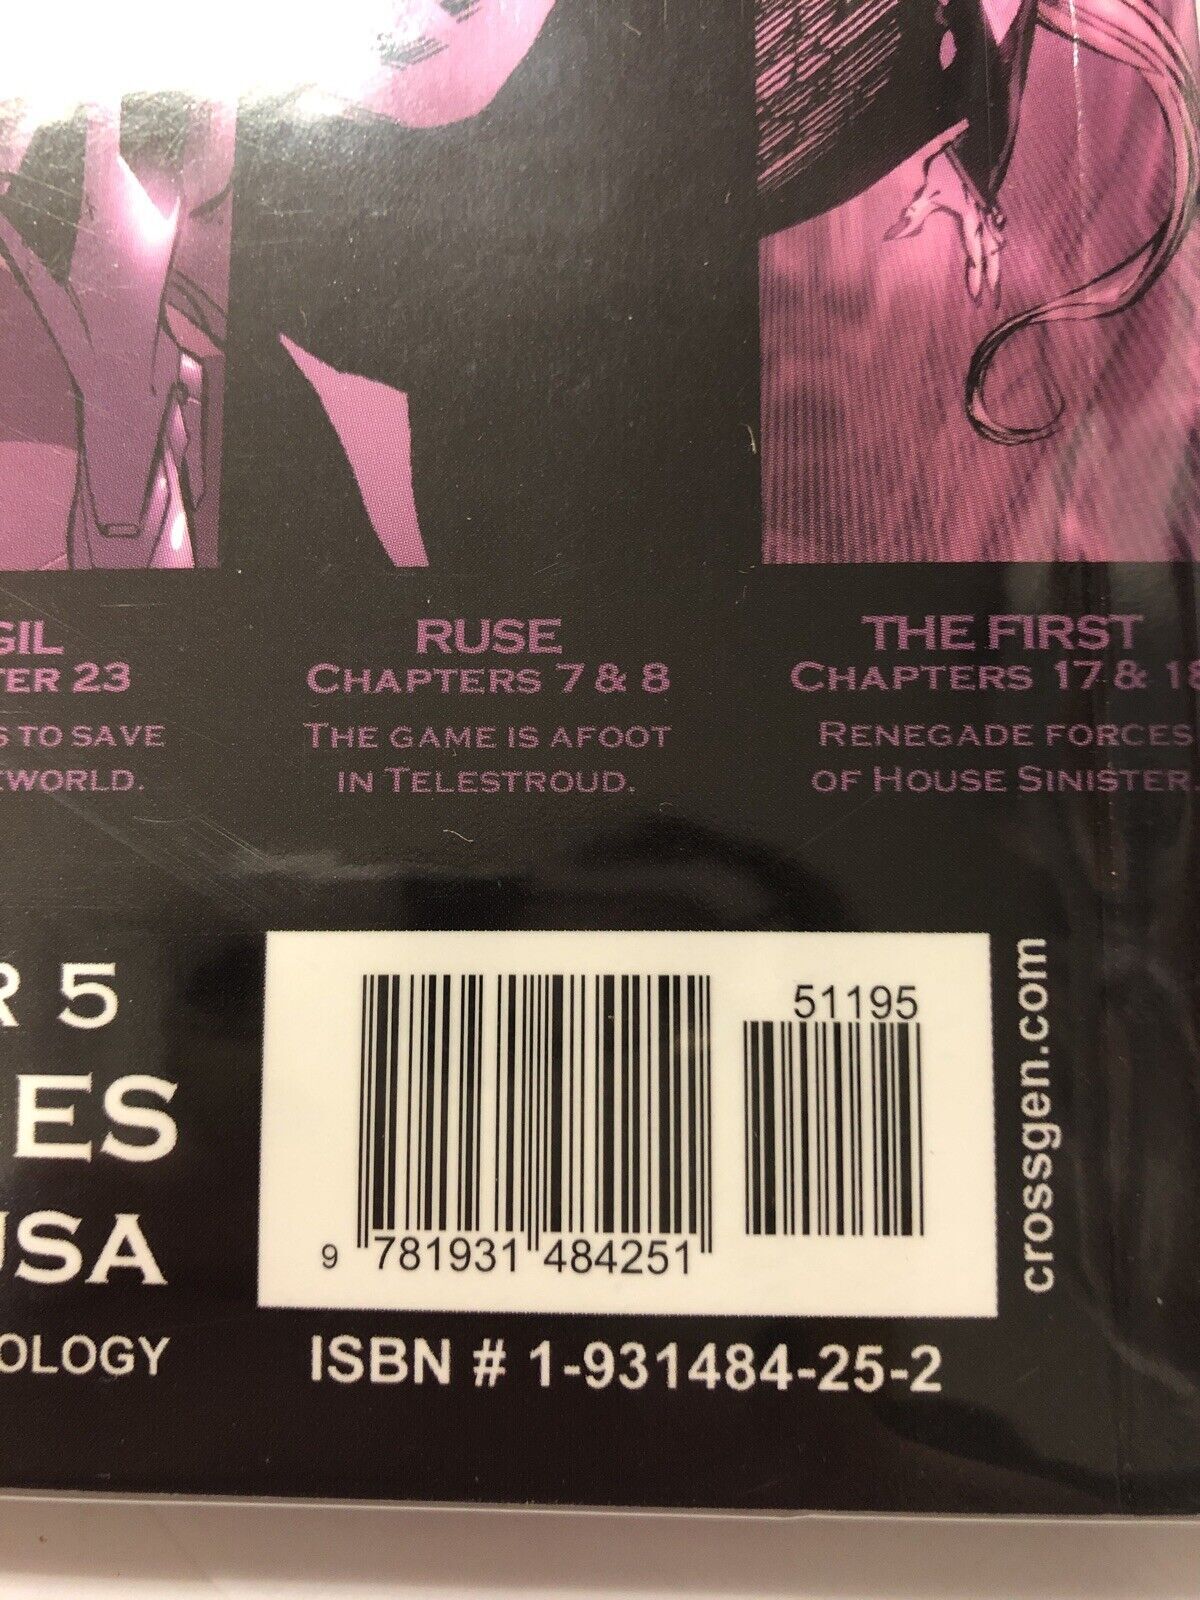 GIL
TER 23
S TO SAVE
EWORLD.
RUSE
CHAPTERS 7 & 8
THE GAME IS AFOOT
IN TELESTROUD.
THE FIRST
CHAPTERS 17 & 18
RENEGADE FORCES
OF HOUSE SINISTER.
R 5
ES
USA
OLOGY
51195
9 781931 484251
ISBN # 1-931484-25-2
crossgen.com